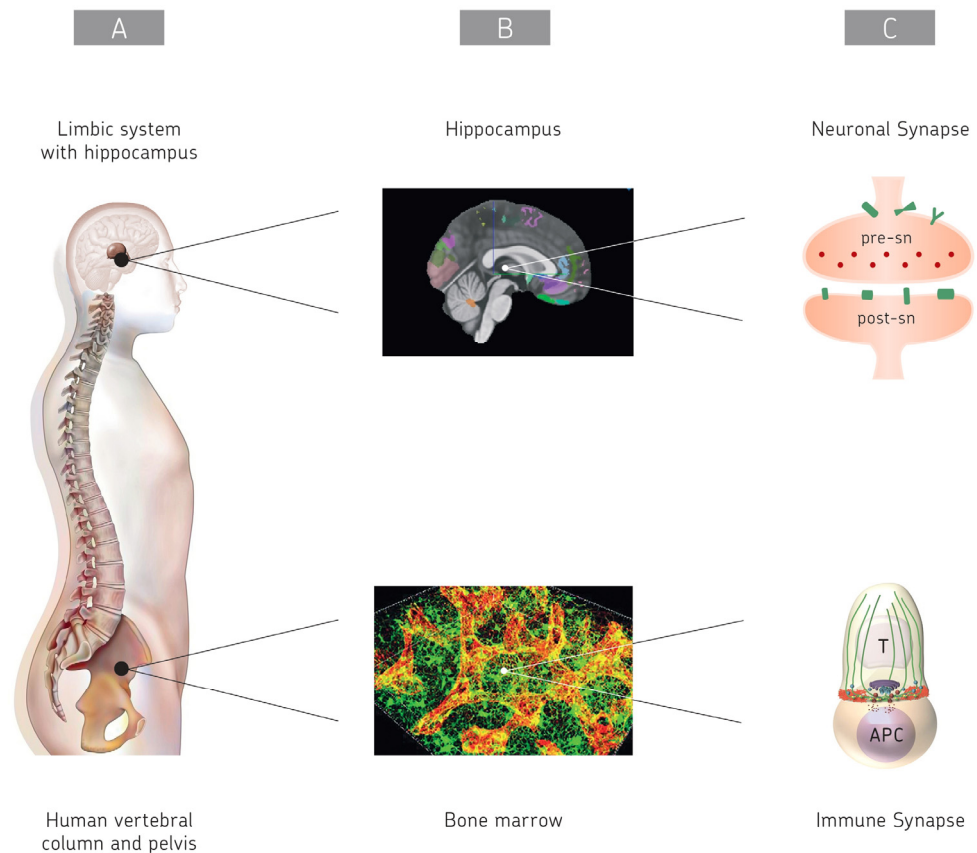 A
B
C
Limbic system
with hippocampus
Hippocampus
Neuronal Synapse
pre-sn
post-sn
T
APC
Human vertebral
column and pelvis
Bone marrow
Immune Synapse